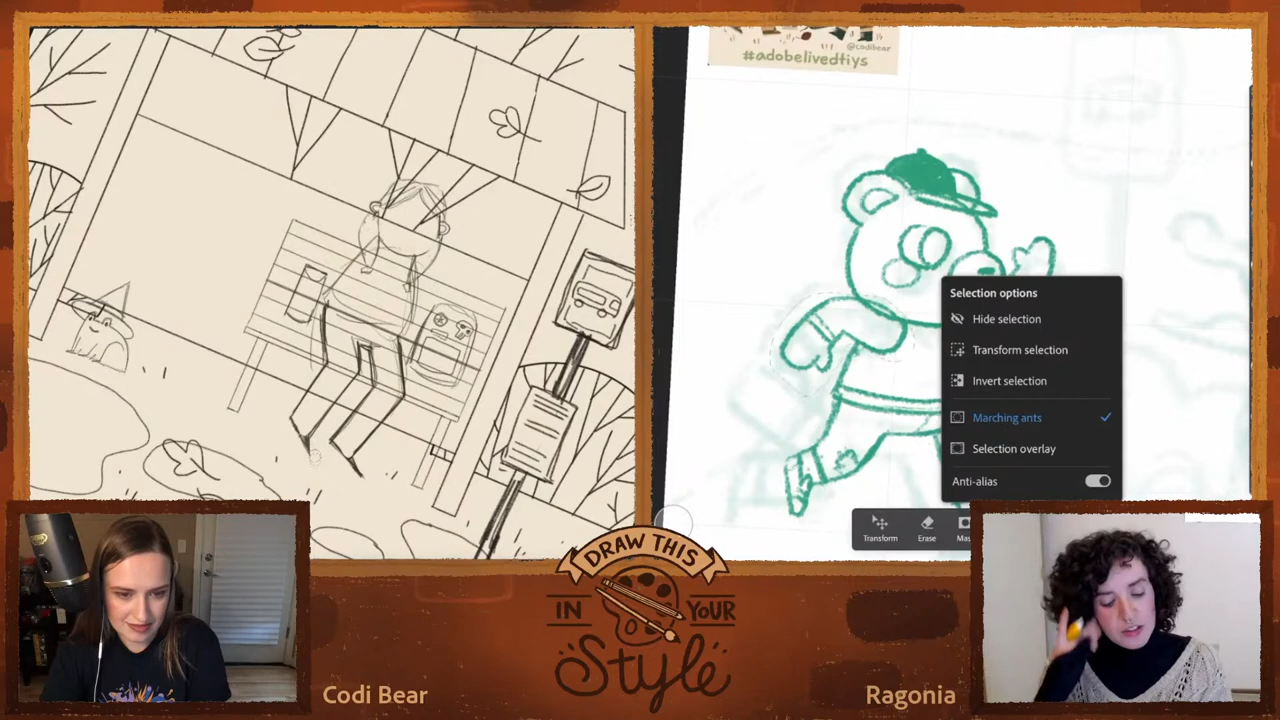 @codibear
#adobelivedtiys
Selection options
Hide selection
Transform selection
Invert selection
Marching ants
Selection overlay
Anti-alias
Transform
Erase
DRAW THIS
IN YOUR
Style
Codi Bear
Ragonia